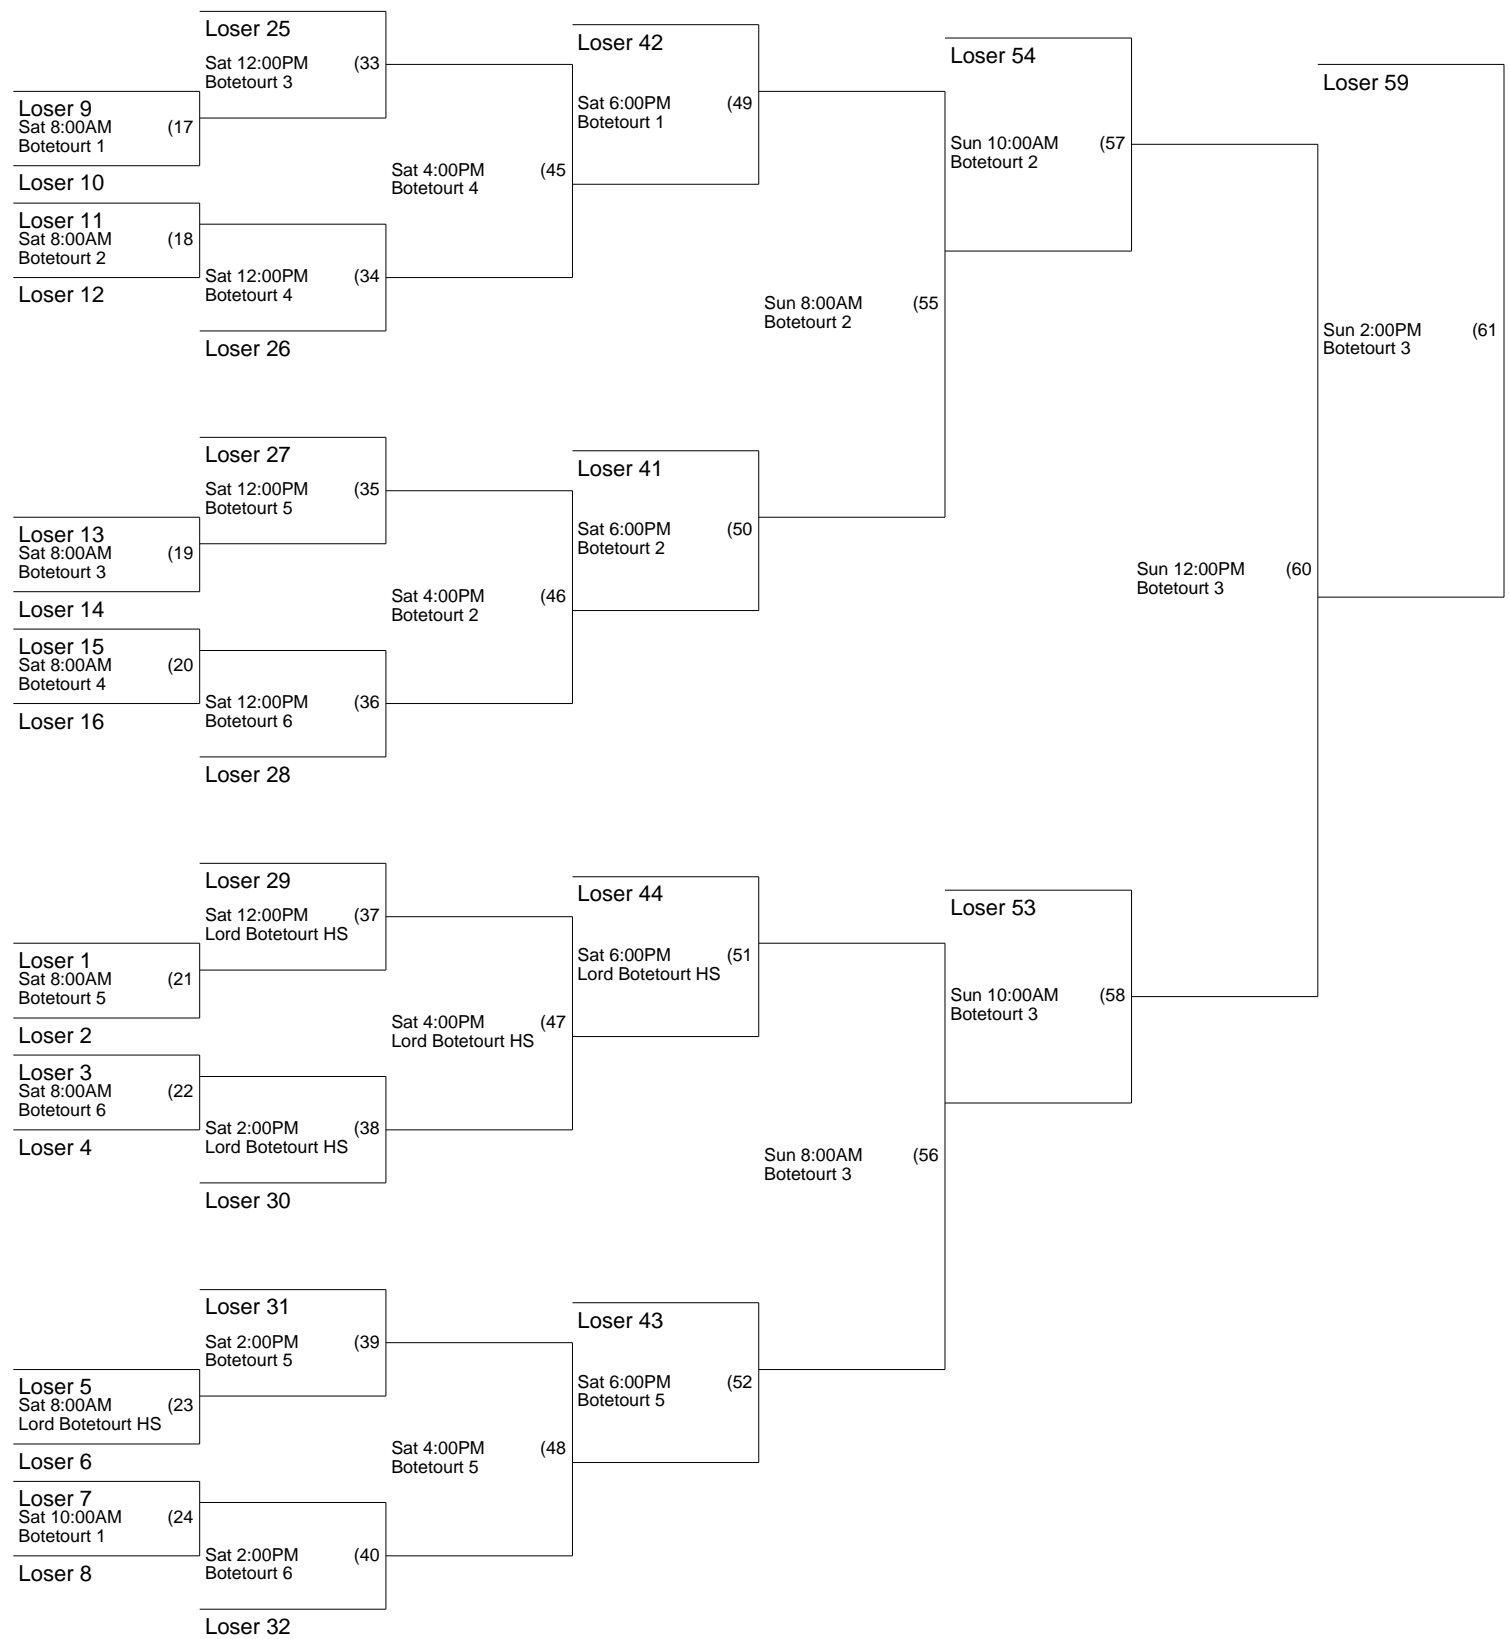 Loser 25
Sat 12:00PM (33
Botetourt 3
Loser 9
Sat 8:00AM (17
Botetourt 1
Loser 10
Loser 11
Sat 8:00AM (18
Botetourt 2
Loser 12
Sat 12:00PM (34
Botetourt 4
Loser 26
Loser 42
Sat 6:00PM (49
Botetourt 1
Sat 4:00PM (45
Botetourt 4
Loser 54
Sun 10:00AM (57
Botetourt 2
Loser 59
Sun 8:00AM (55
Botetourt 2
Sun 2:00PM (61
Botetourt 3
Loser 27
Sat 12:00PM (35
Botetourt 5
Loser 13
Sat 8:00AM (19
Botetourt 3
Loser 14
Loser 15
Sat 8:00AM (20
Botetourt 4
Loser 16
Sat 12:00PM (36
Botetourt 6
Loser 28
Loser 41
Sat 6:00PM (50
Botetourt 2
Sat 4:00PM (46
Botetourt 2
Sun 12:00PM (60
Botetourt 3
Loser 29
Sat 12:00PM (37
Lord Botetourt HS
Loser 1
Sat 8:00AM (21
Botetourt 5
Loser 2
Loser 3
Sat 8:00AM (22
Botetourt 6
Loser 4
Sat 2:00PM (38
Lord Botetourt HS
Loser 30
Loser 44
Sat 6:00PM (51
Lord Botetourt HS
Sat 4:00PM (47
Lord Botetourt HS
Loser 53
Sun 10:00AM (58
Botetourt 3
Sun 8:00AM (56
Botetourt 3
Loser 31
Sat 2:00PM (39
Botetourt 5
Loser 5
Sat 8:00AM (23
Lord Botetourt HS
Loser 6
Loser 7
Sat 10:00AM (24
Botetourt 1
Loser 8
Sat 2:00PM (40
Botetourt 6
Loser 32
Loser 43
Sat 6:00PM (52
Botetourt 5
Sat 4:00PM (48
Botetourt 5